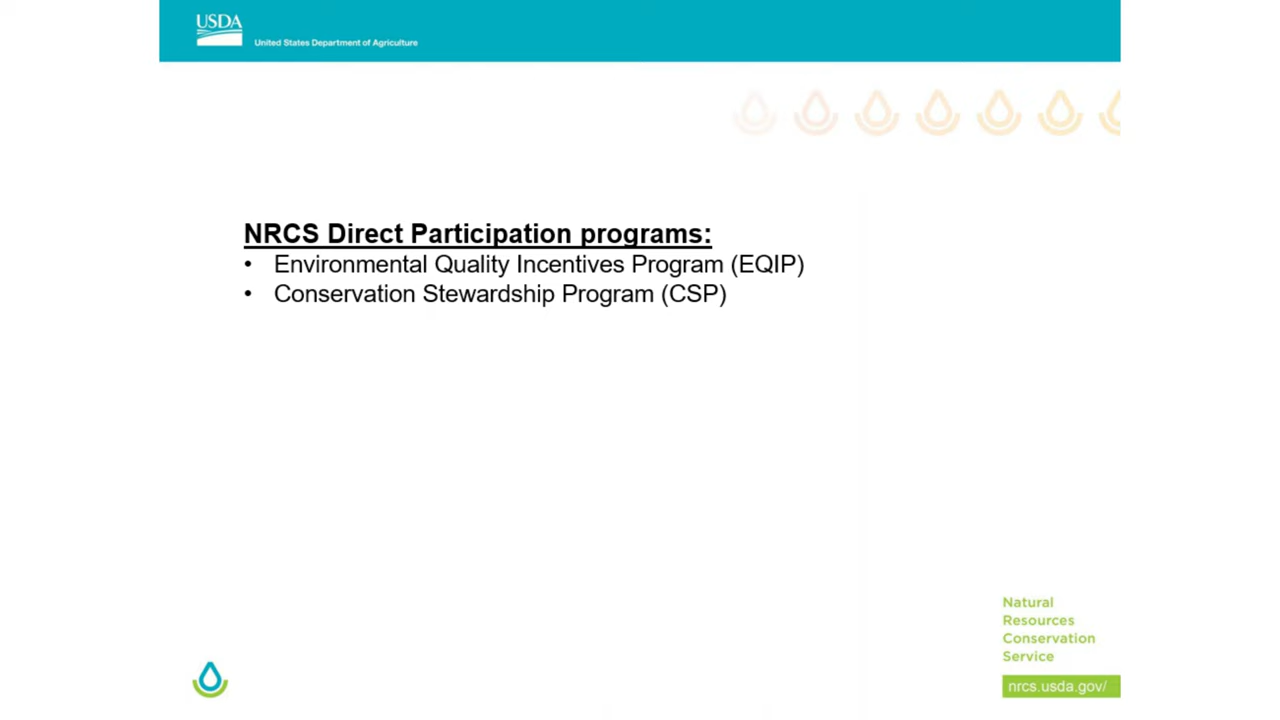 USDA
United States Department of Agriculture
NRCS Direct Participation programs:
• Environmental Quality Incentives Program (EQIP)
• Conservation Stewardship Program (CSP)
Natural
Resources
Conservation
Service
nrcs.usda.gov/